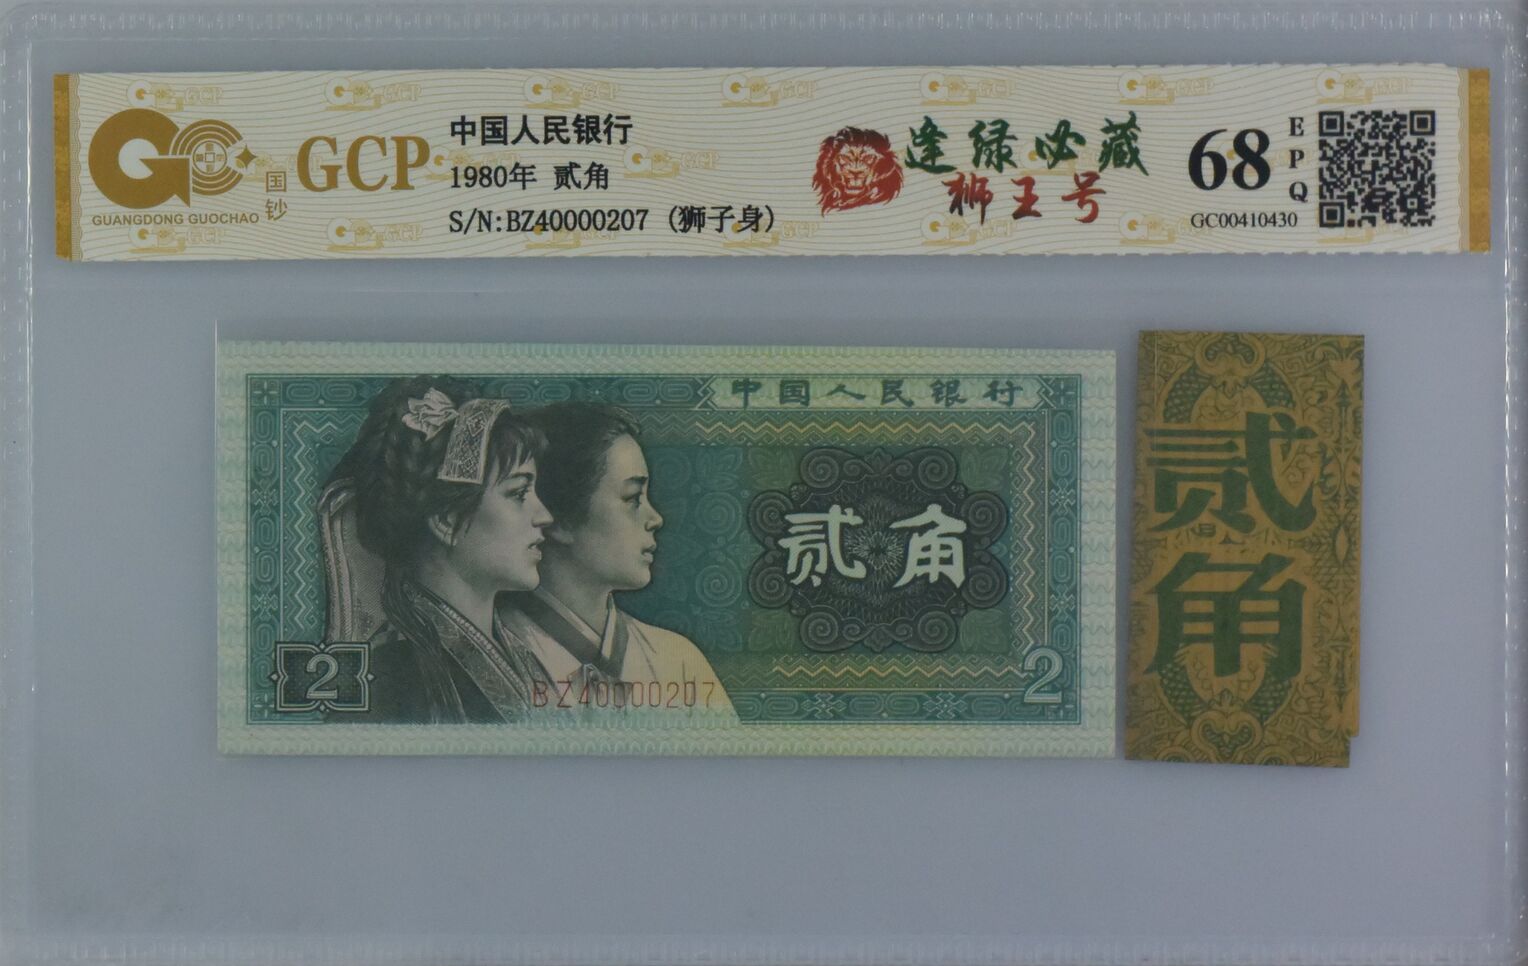 GCP
国钞
GUANGDONG GUOCHAO
中国人民银行
1980年 贰角
S/N:BZ40000207 (狮子身)
逢绿必藏
狮王号
68
EPQ
GC00410430
中国人民银行
贰角
2
2
BZ40000207
贰角